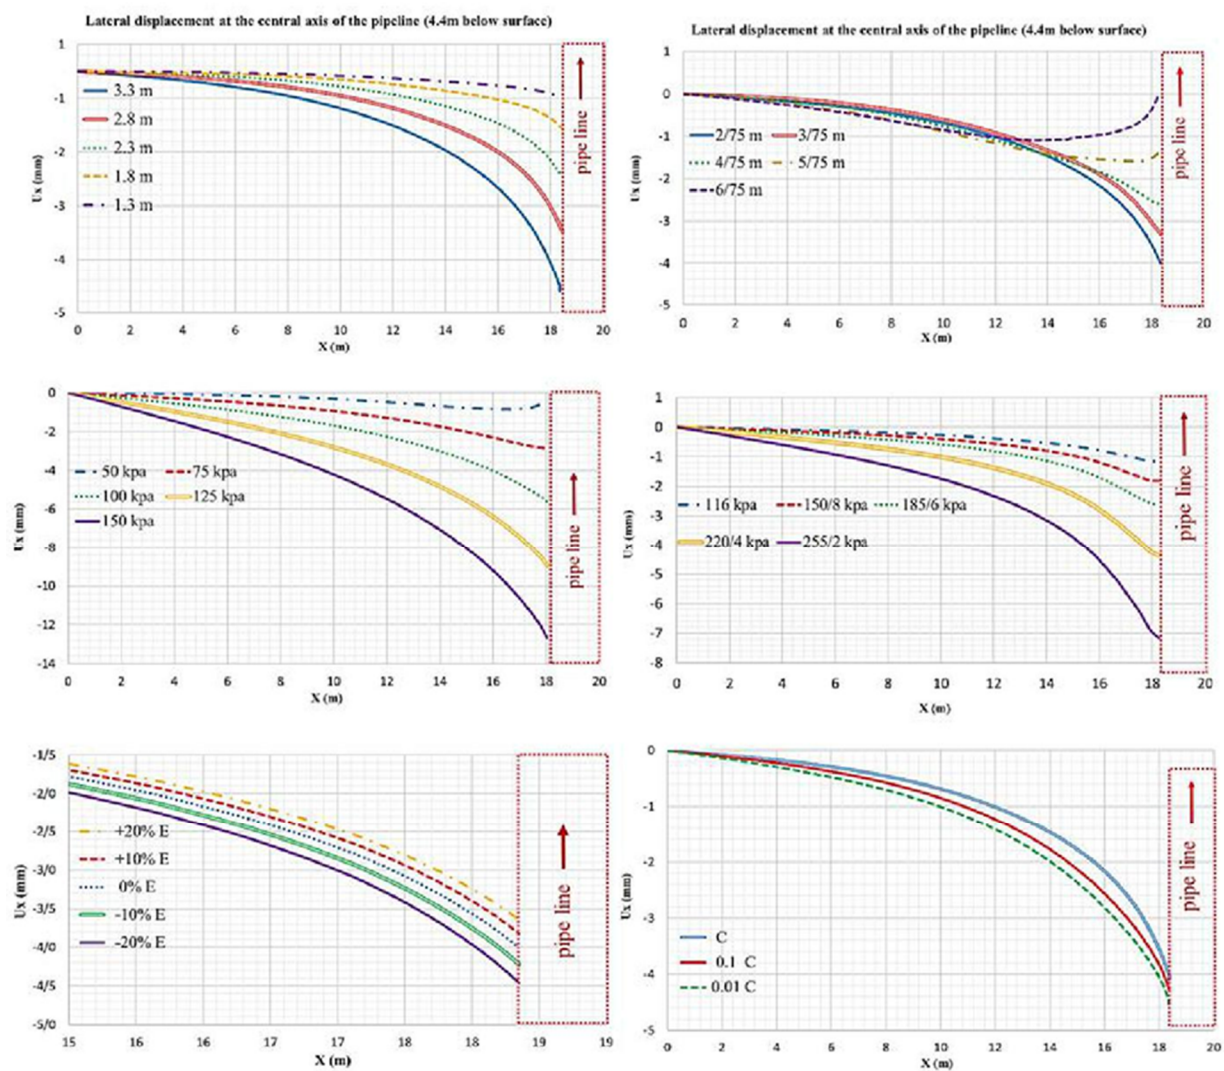 Lateral displacement at the central axis of the pipeline (4.4m below surface)
1
-1
-2
-3
-4
-5
Ux (mm)
3.3 m
2.8 m
2.3 m
1.8 m
1.3 m
pipe line
0 2 4 6 8 10 12 14 16 18 20
X (m)
Lateral displacement at the central axis of the pipeline (4.4m below surface)
1
0
-1
-2
-3
-4
-5
Ux (mm)
2/75 m 3/75 m
4/75 m 5/75 m
6/75 m
pipe line
0 2 4 6 8 10 12 14 16 18 20
X (m)
0
-2
-4
-6
-8
-10
-12
-14
Ux (mm)
50 kpa 75 kpa
100 kpa 125 kpa
150 kpa
pipe line
0 2 4 6 8 10 12 14 16 18 20
X (m)
1
0
-1
-2
-3
-4
-5
-6
-7
-8
Ux (mm)
116 kpa 150/8 kpa 185/6 kpa
220/4 kpa 255/2 kpa
pipe line
0 2 4 6 8 10 12 14 16 18 20
X (m)
-1/5
-2/0
-2/5
-3/0
-3/5
-4/0
-4/5
-5/0
Ux (mm)
+20% E
+10% E
0% E
-10% E
-20% E
pipe line
15 16 16 17 17 18 18 19 19
X (m)
0
-1
-2
-3
-4
-5
Ux (mm)
C
0.1 C
0.01 C
pipe line
0 2 4 6 8 10 12 14 16 18 20
X (m)